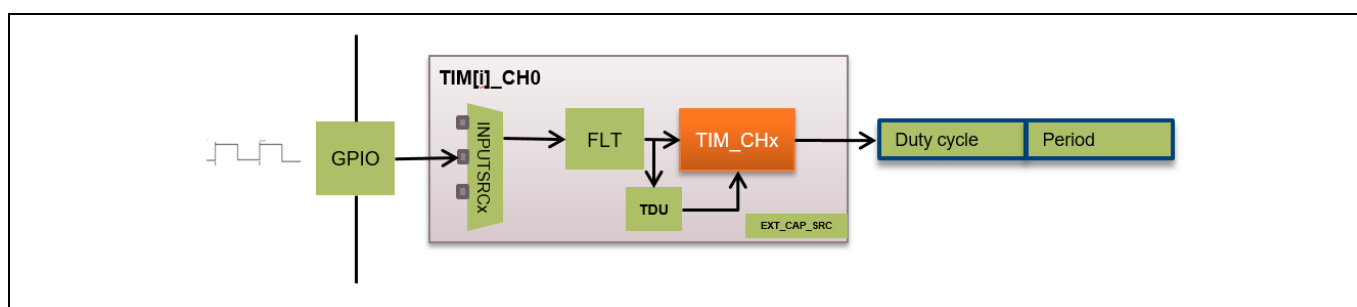 TIM[i]_CH0
GPIO
INPUTSRCx
FLT
TIM_CHx
Duty cycle
Period
TDU
EXT_CAP_SRC